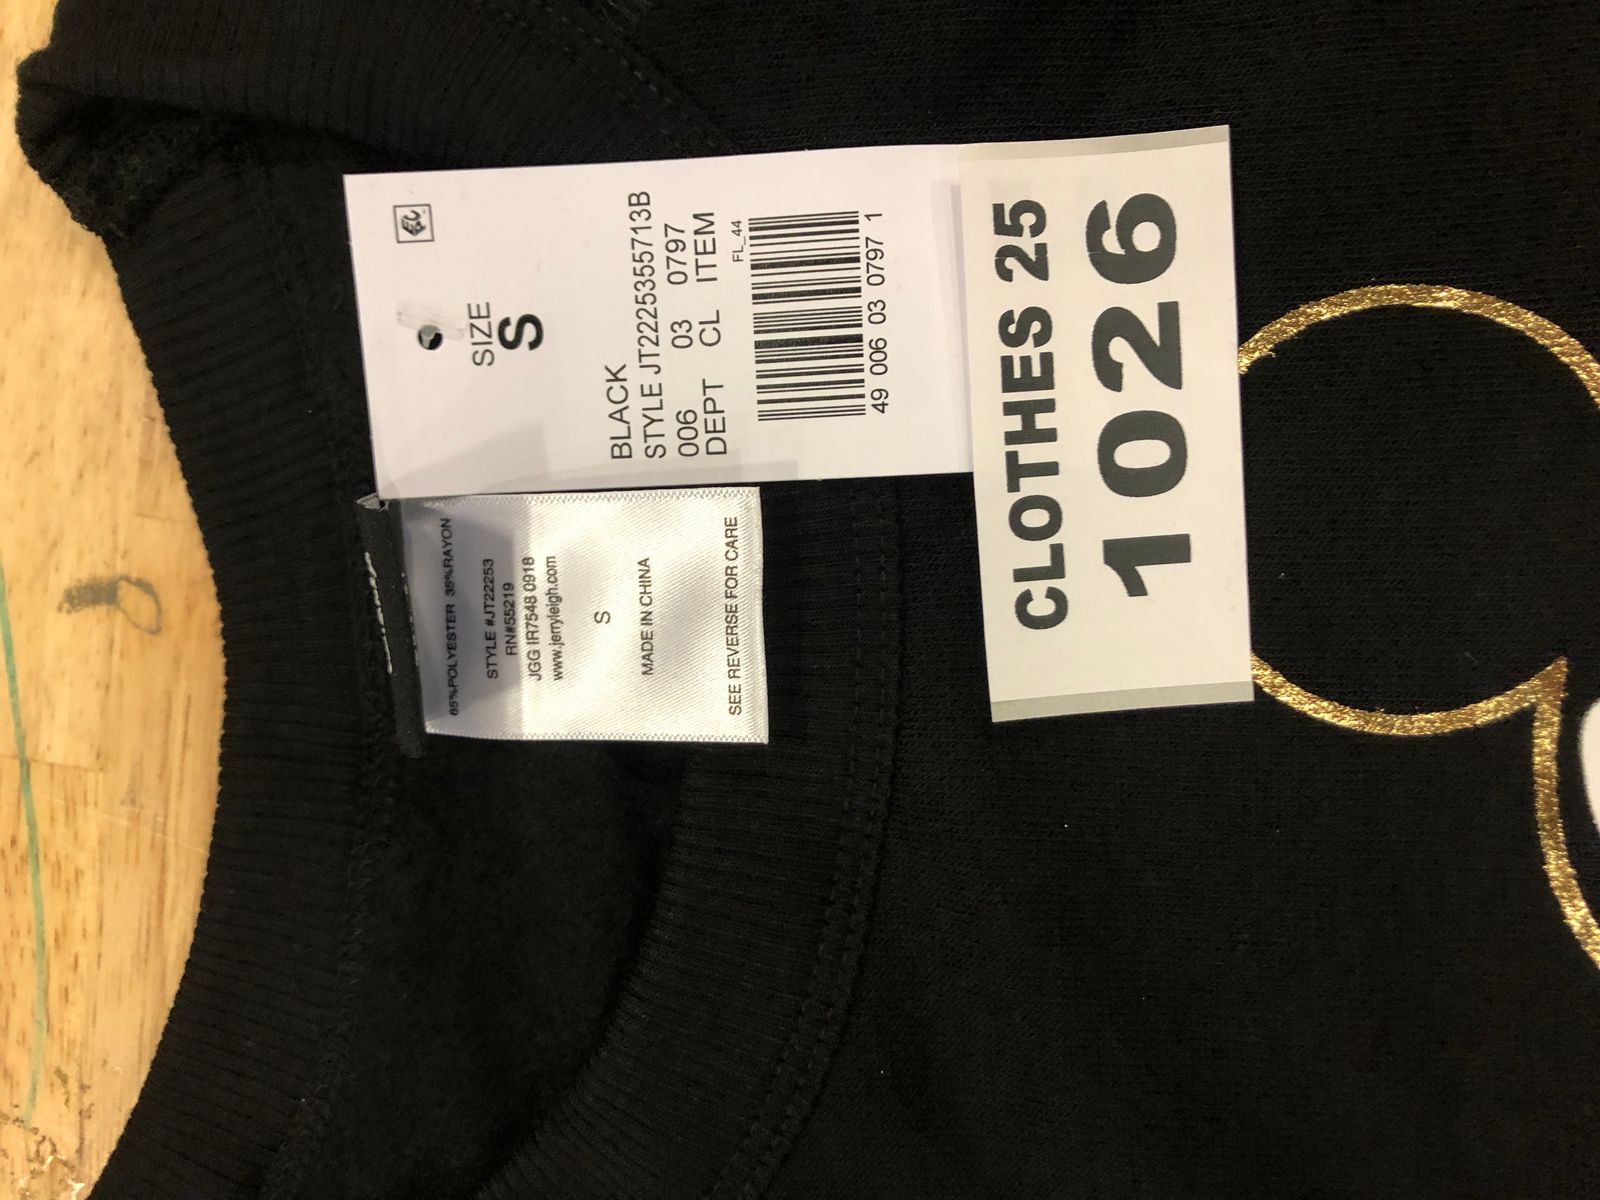 SIZE
S
BLACK
STYLE JT2225355713B
006 03 0797
DEPT CL ITEM
FL_44
49 006 03 0797 1
CLOTHES 25
1026
65%POLYESTER 35%RAYON
STYLE #JT22253
RN#55219
JGG IR7548 0918
www.jerryleigh.com
S
MADE IN CHINA
SEE REVERSE FOR CARE